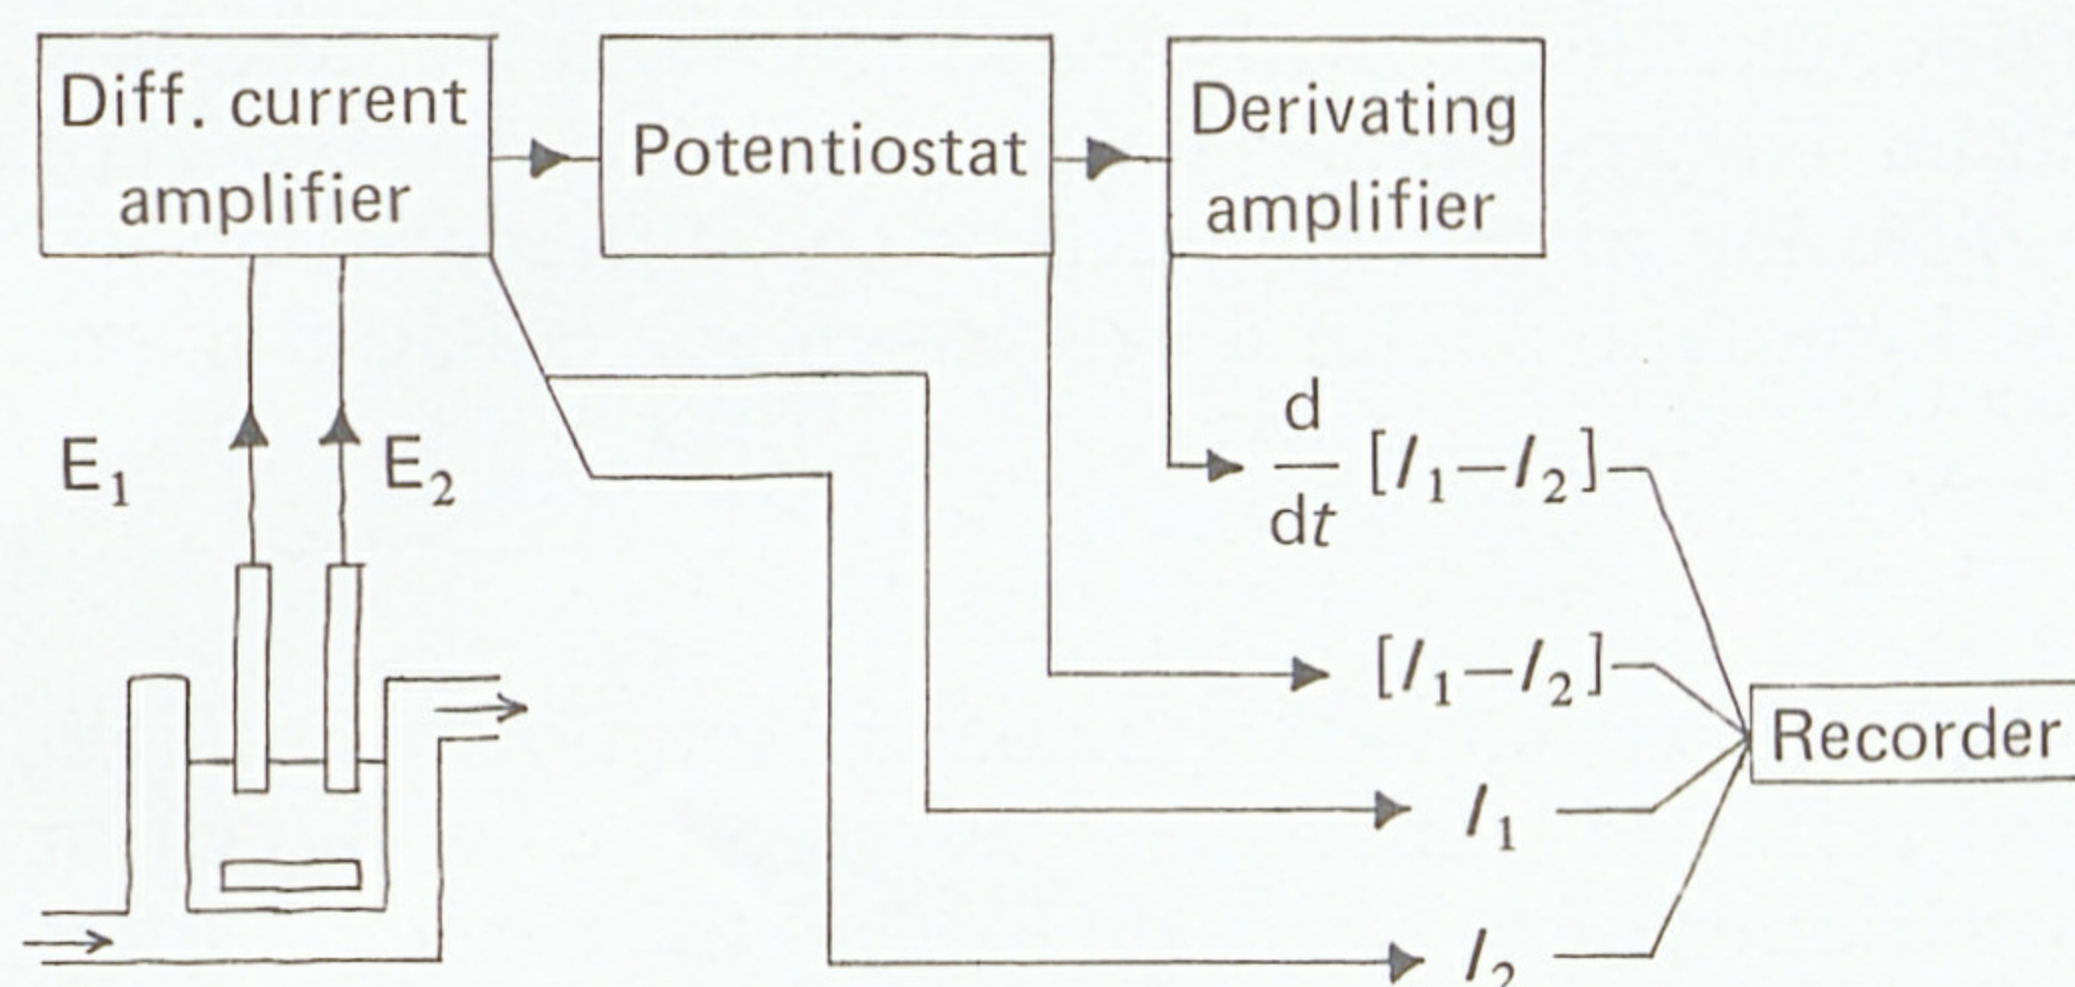 Diff. current
amplifier
Potentiostat
Derivating
amplifier
E₁
E₂
d
dt
[I₁–I₂]
[I₁–I₂]
I₁
I₂
Recorder